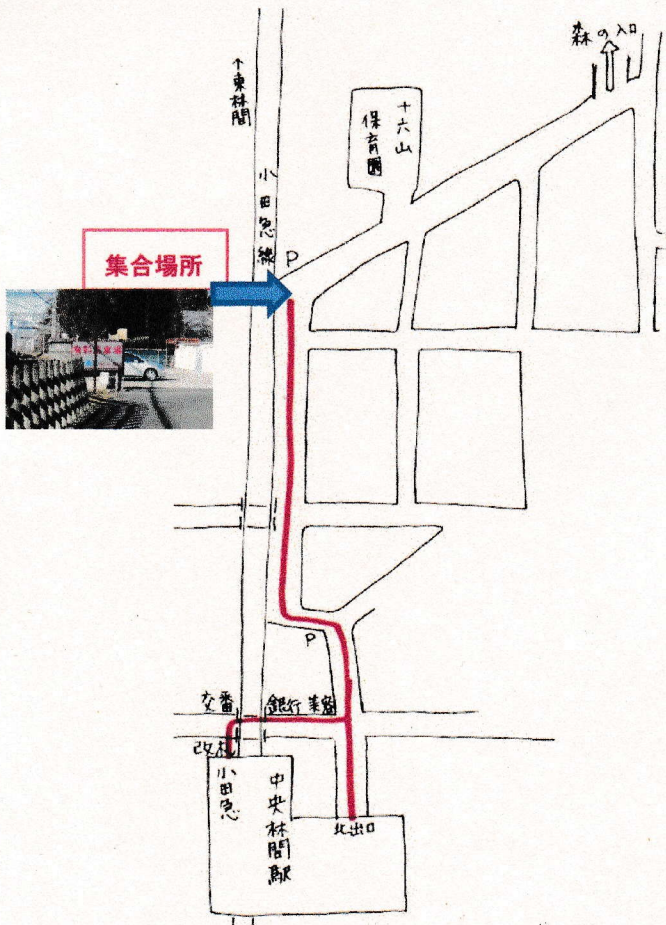 森の入口
↑東林間
十六山
保育園
小田急線
P
集合場所
P
交番
銀行
薬局
改札
小田急
中央林間駅
北出口